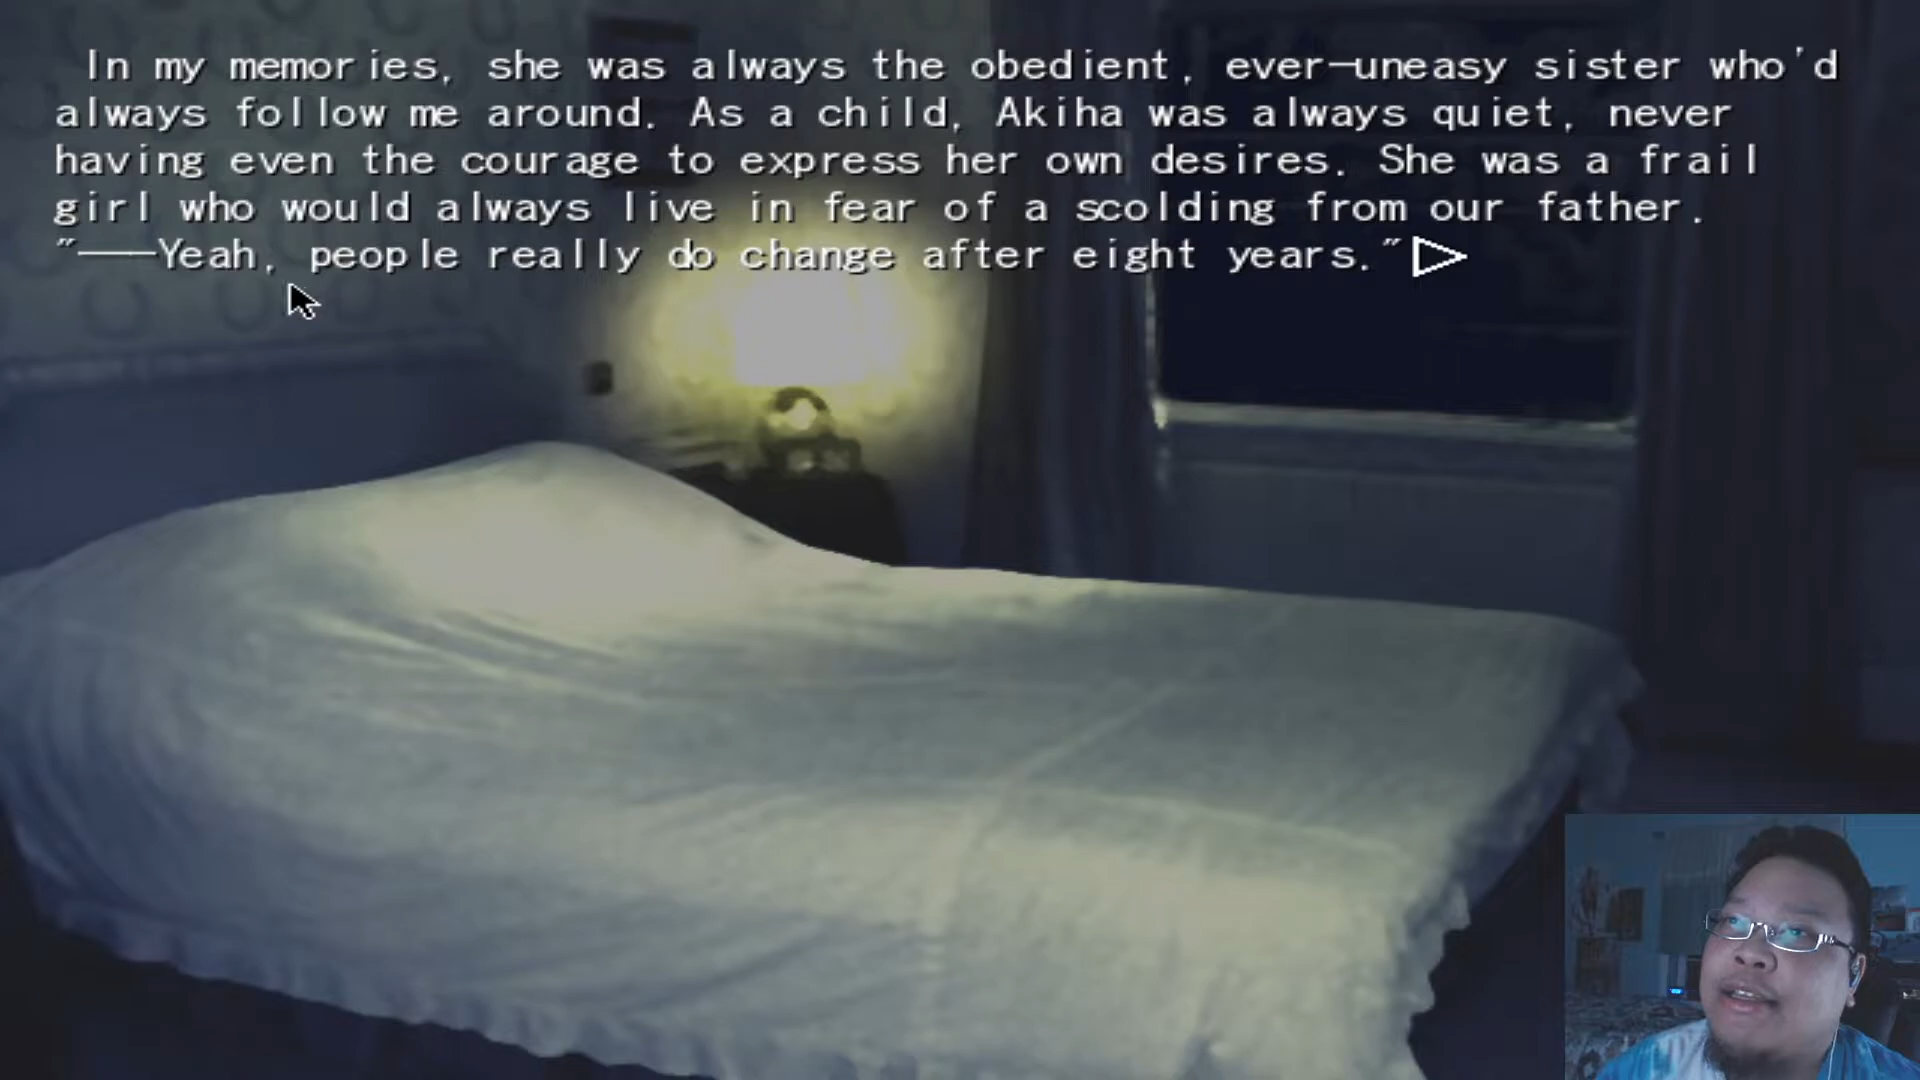 In my memories, she was always the obedient, ever—uneasy sister who'd
always follow me around. As a child, Akiha was always quiet, never
having even the courage to express her own desires. She was a frail
girl who would always live in fear of a scolding from our father.
"——Yeah, people really do change after eight years."